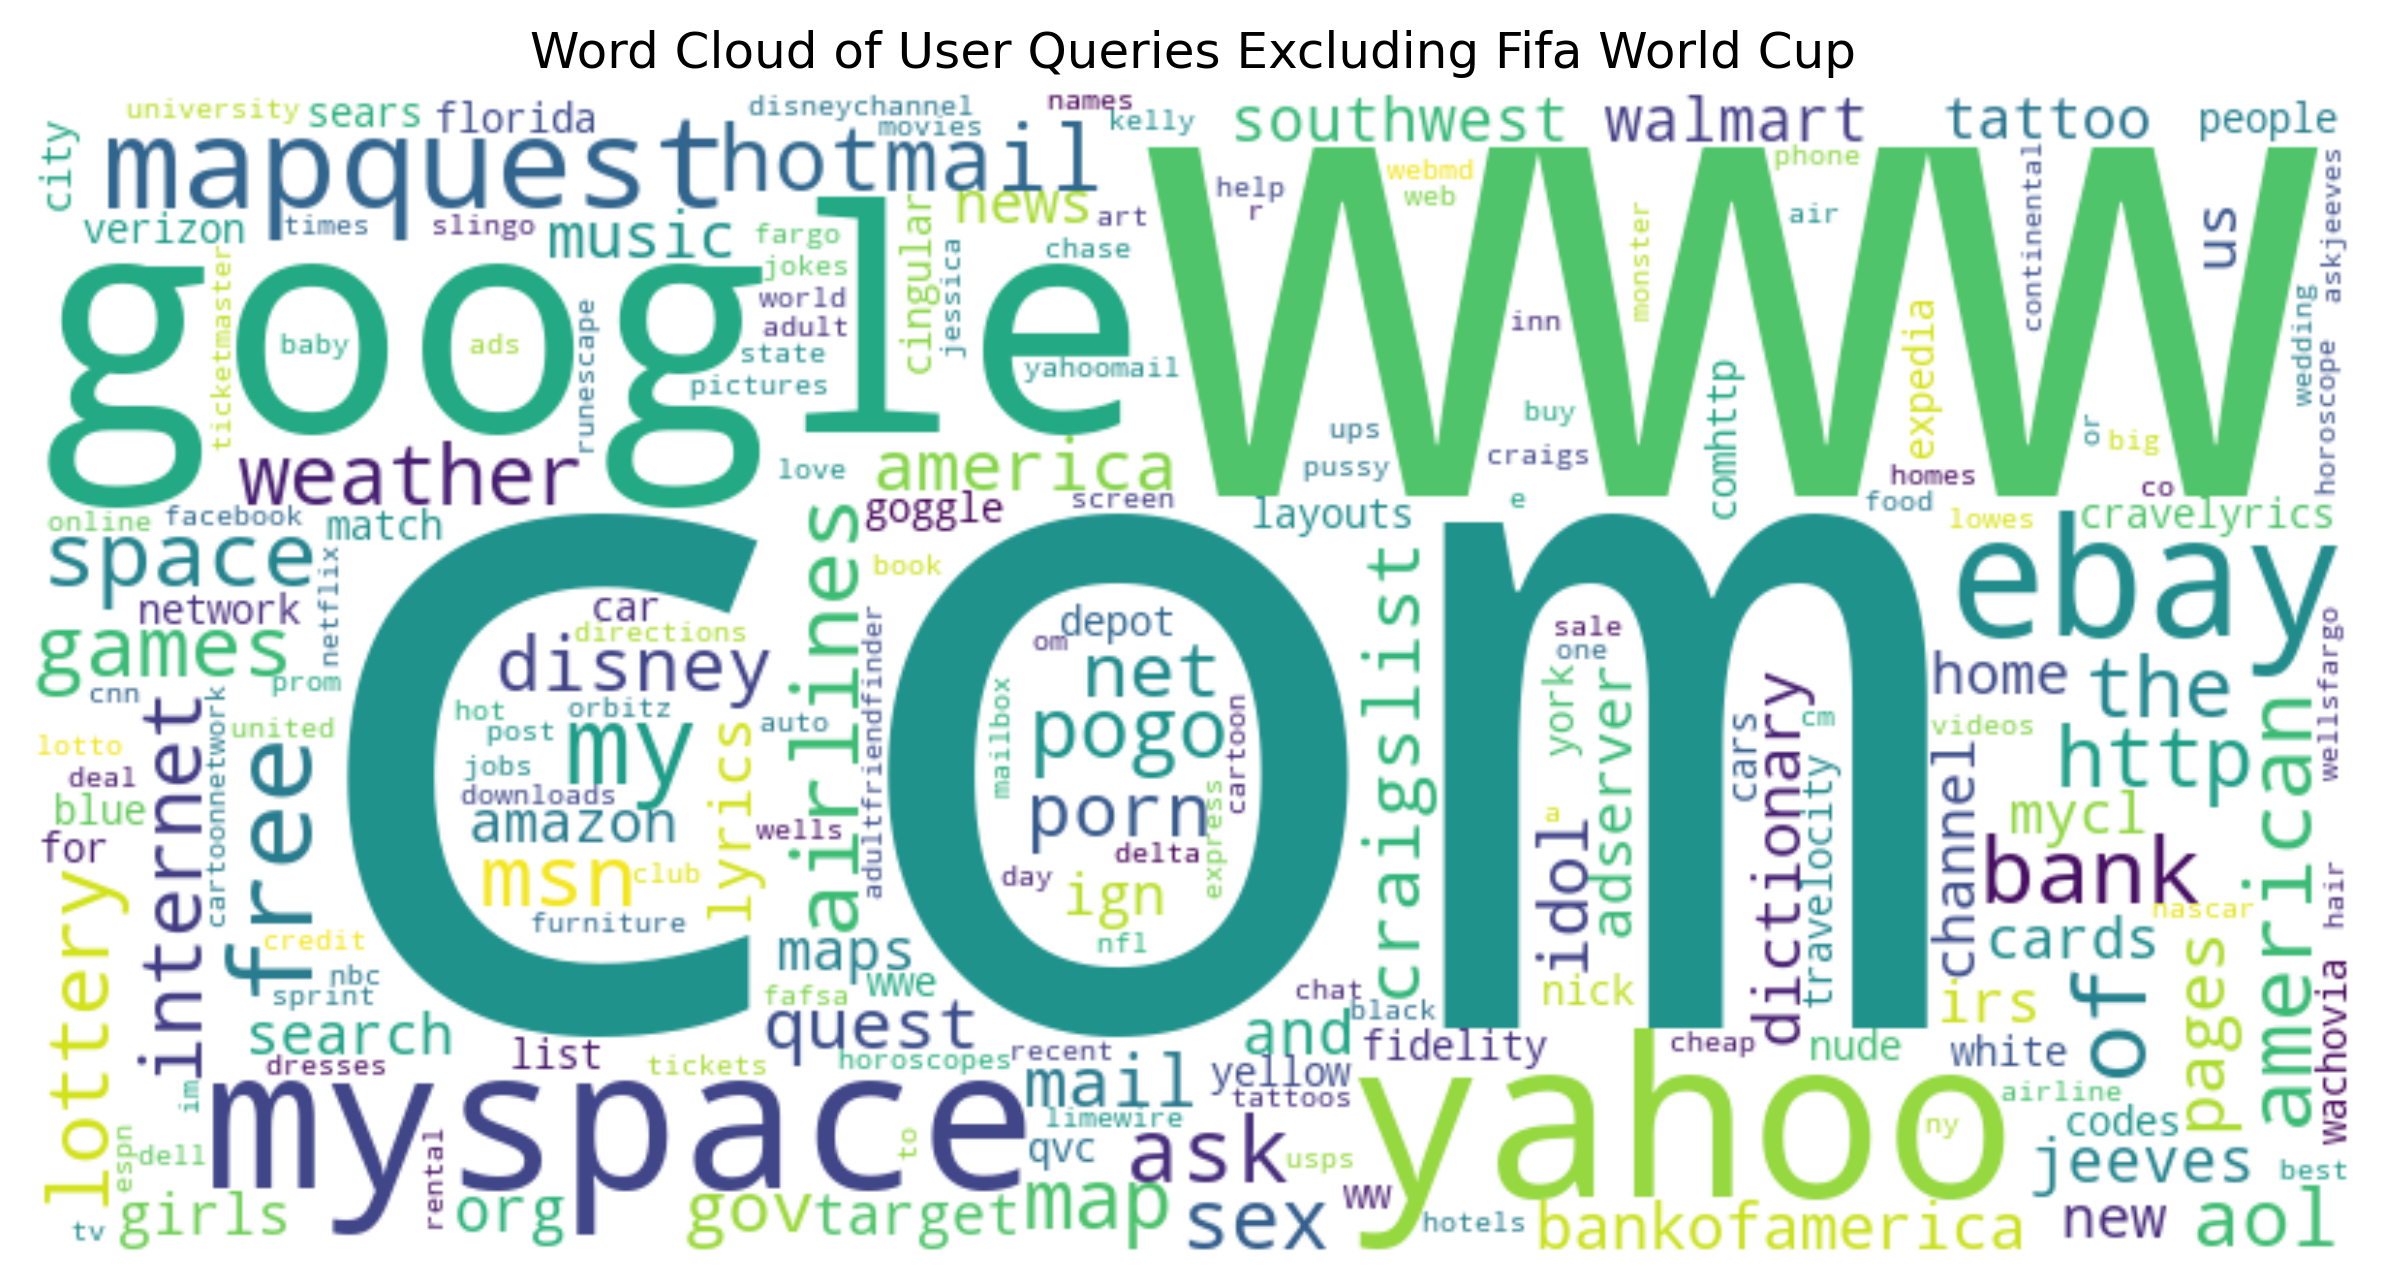 Word Cloud of User Queries Excluding Fifa World Cup
university
sears
florida
disneychannel
names
movies
kelly
southwest
walmart
tattoo
people
city
mapquest
hotmail
www
webmd
web
phone
help
r
continental
askjeeves
verizon
times
slingo
music
fargo
cingular
news
art
air
us
chase
jokes
jessica
monster
google
ticketmaster
baby
ads
runescape
world
adult
state
pictures
yahoomail
inn
expedia
wedding
horoscope
comhttp
buy
ups
craigs
pussy
or
big
homes
co
weather
love
america
screen
goggle
layouts
e
food
lowes
cravelyrics
online
facebook
match
space
netflix
network
games
prom
cnn
com
airlines
book
craigslist
ebay
car
directions
disney
hot
orbitz
post
my
auto
jobs
downloads
amazon
lyrics
wells
msn
club
furniture
adultfriendfinder
depot
om
net
mailbox
pogo
cartoon
porn
express
delta
day
ign
nfl
sale
one
york
adserver
idol
a
nick
cars
dictionary
cm
travelocity
home
the
videos
http
wellsfargo
channel
mycl
american
bank
nascar
hair
cards
pages
of
irs
wachovia
white
airline
codes
jeeves
best
new
aol
lotto
deal
blue
for
internet
cartoonnetwork
united
free
lottery
credit
nbc
sprint
search
dresses
list
tickets
maps
wwe
fafsa
quest
horoscopes
recent
chat
black
and
fidelity
cheap
nude
yellow
tattoos
mail
limewire
myspace
im
espn
dell
girls
tv
rental
org
to
gov
target
map
qvc
ask
usps
sex
ww
yahoo
ny
hotels
bankofamerica